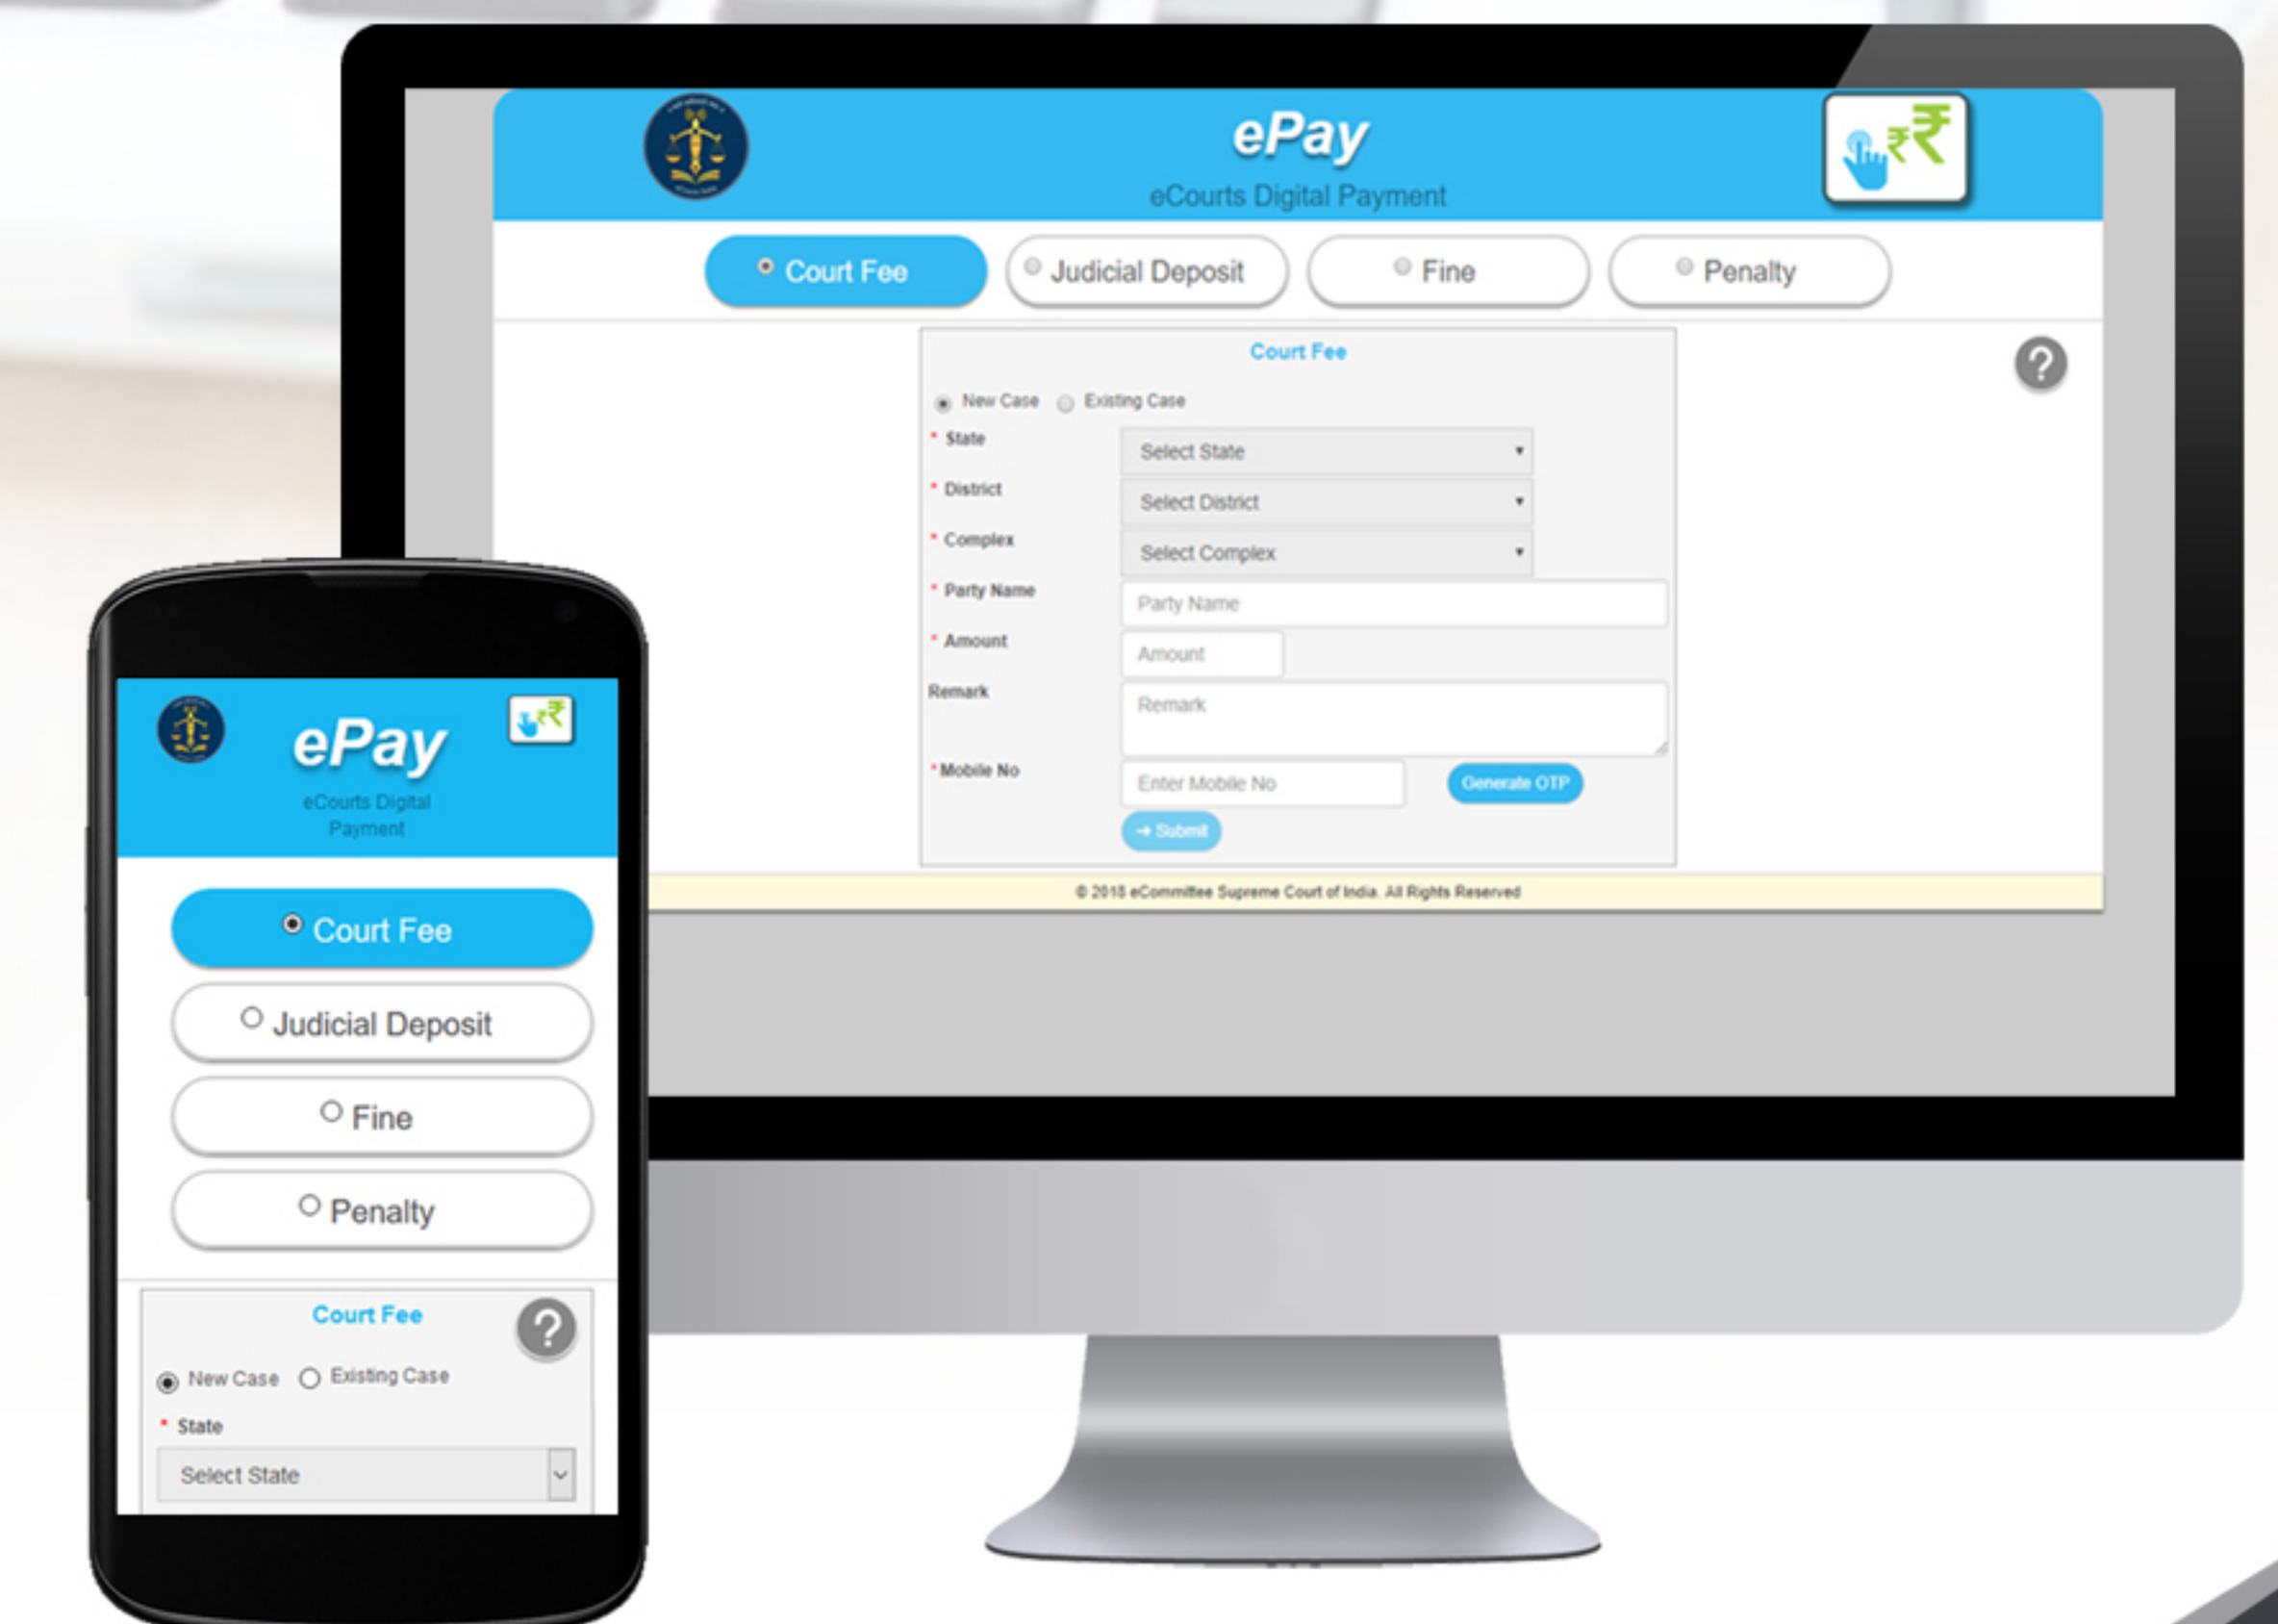 ePay
eCourts Digital Payment
Court Fee
Judicial Deposit
Fine
Penalty
Court Fee
New Case Existing Case
* State Select State
* District Select District
* Complex Select Complex
* Party Name Party Name
* Amount Amount
Remark Remark
* Mobile No Enter Mobile No Generate OTP
→ Submit
© 2018 eCommittee Supreme Court of India. All Rights Reserved
ePay
eCourts Digital
Payment
Court Fee
Judicial Deposit
Fine
Penalty
Court Fee
New Case Existing Case
* State
Select State